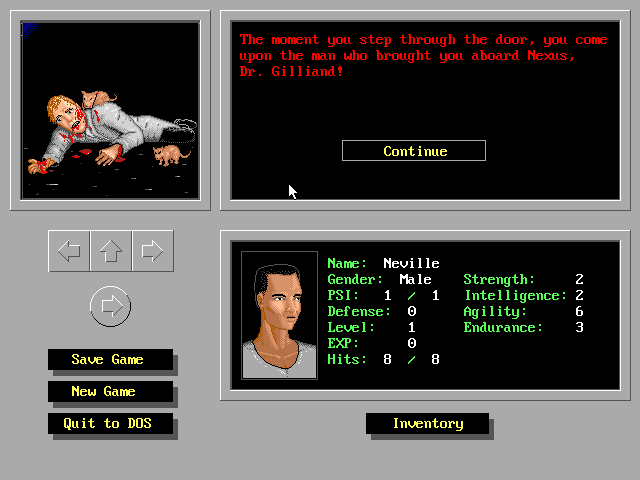 The moment you step through the door, you come
upon the man who brought you aboard Nexus,
Dr. Gilliand!
Continue
Name: Neville
Gender: Male Strength: 2
PSI: 1 / 1 Intelligence: 2
Defense: 0 Agility: 6
Level: 1 Endurance: 3
EXP: 0
Hits: 8 / 8
Save Game
New Game
Quit to DOS
Inventory